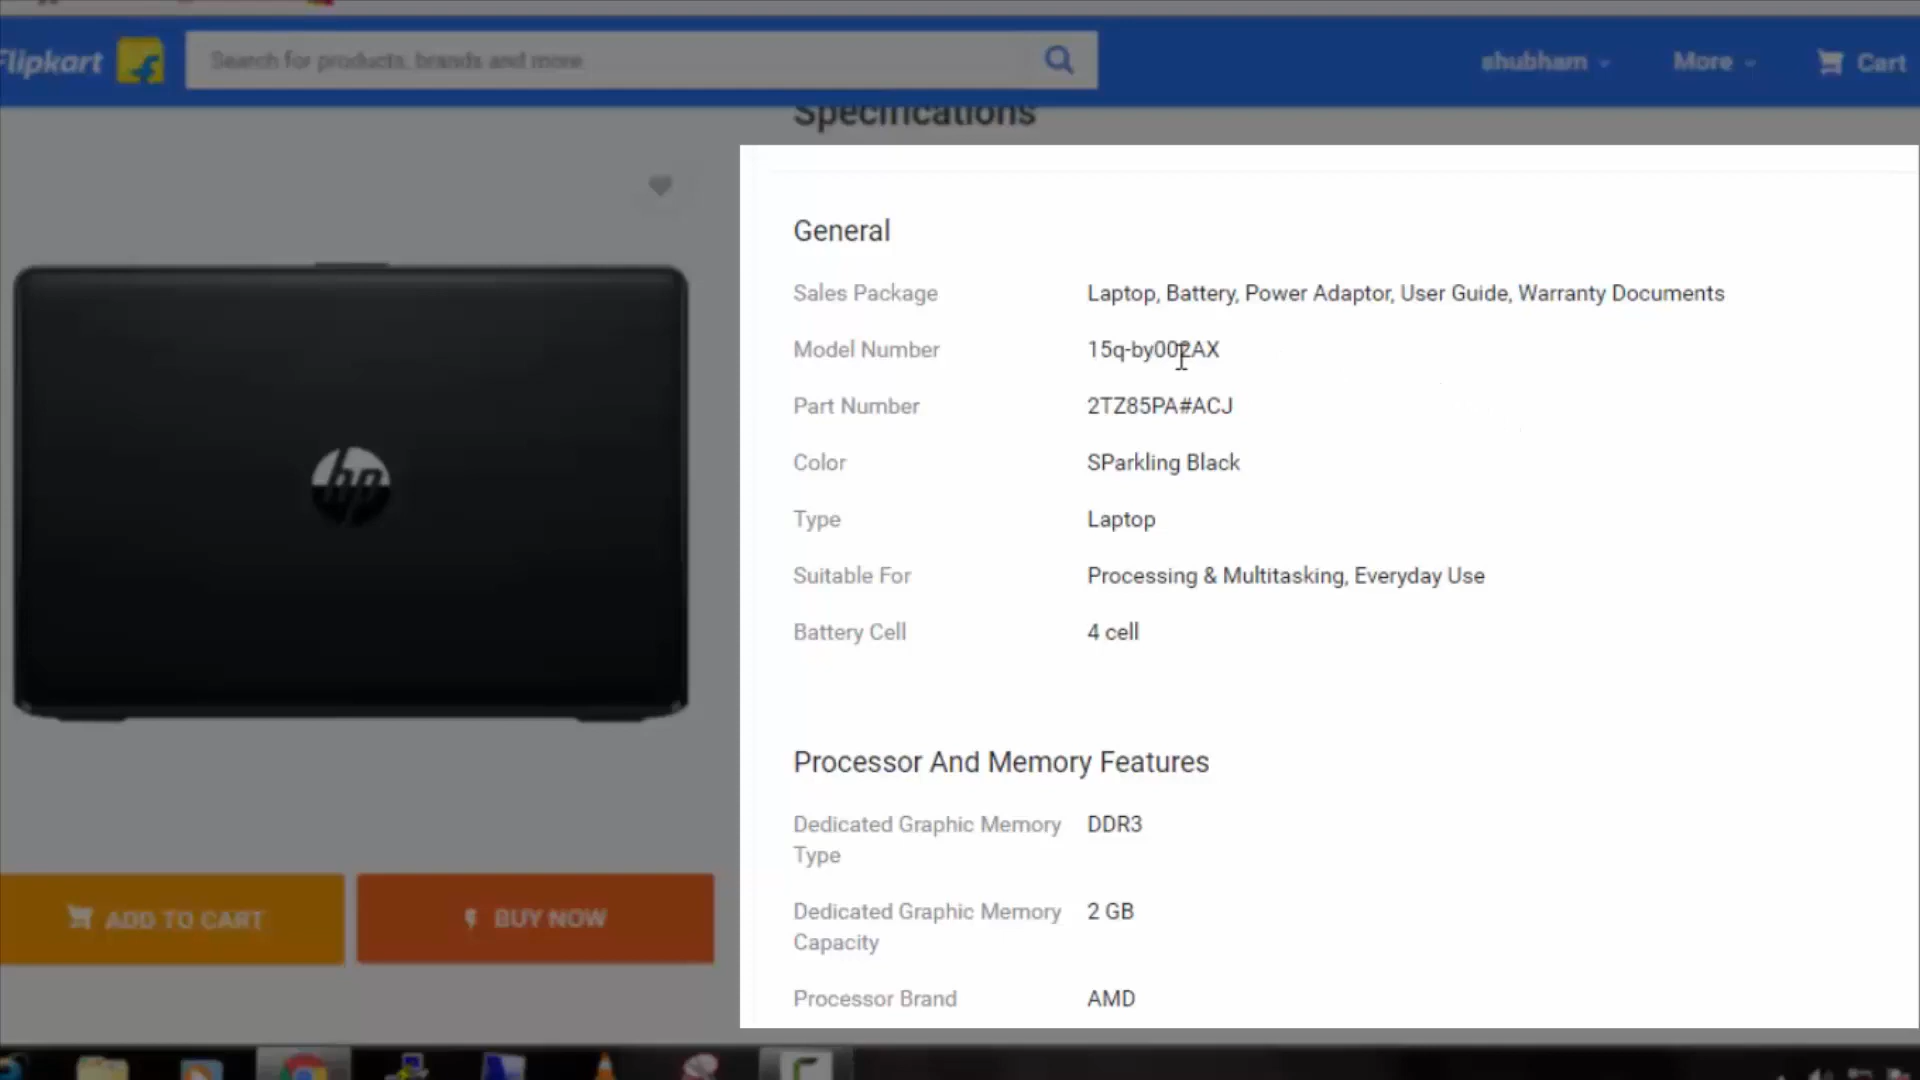 Flipkart
Search for products, brands and more
shubham
More
Cart
Specifications
General
Sales Package Laptop, Battery, Power Adaptor, User Guide, Warranty Documents
Model Number 15q-by002AX
Part Number 2TZ85PA#ACJ
Color SParkling Black
Type Laptop
Suitable For Processing & Multitasking, Everyday Use
Battery Cell 4 cell
hp
ADD TO CART
BUY NOW
Processor And Memory Features
Dedicated Graphic Memory DDR3
Type
Dedicated Graphic Memory 2 GB
Capacity
Processor Brand AMD